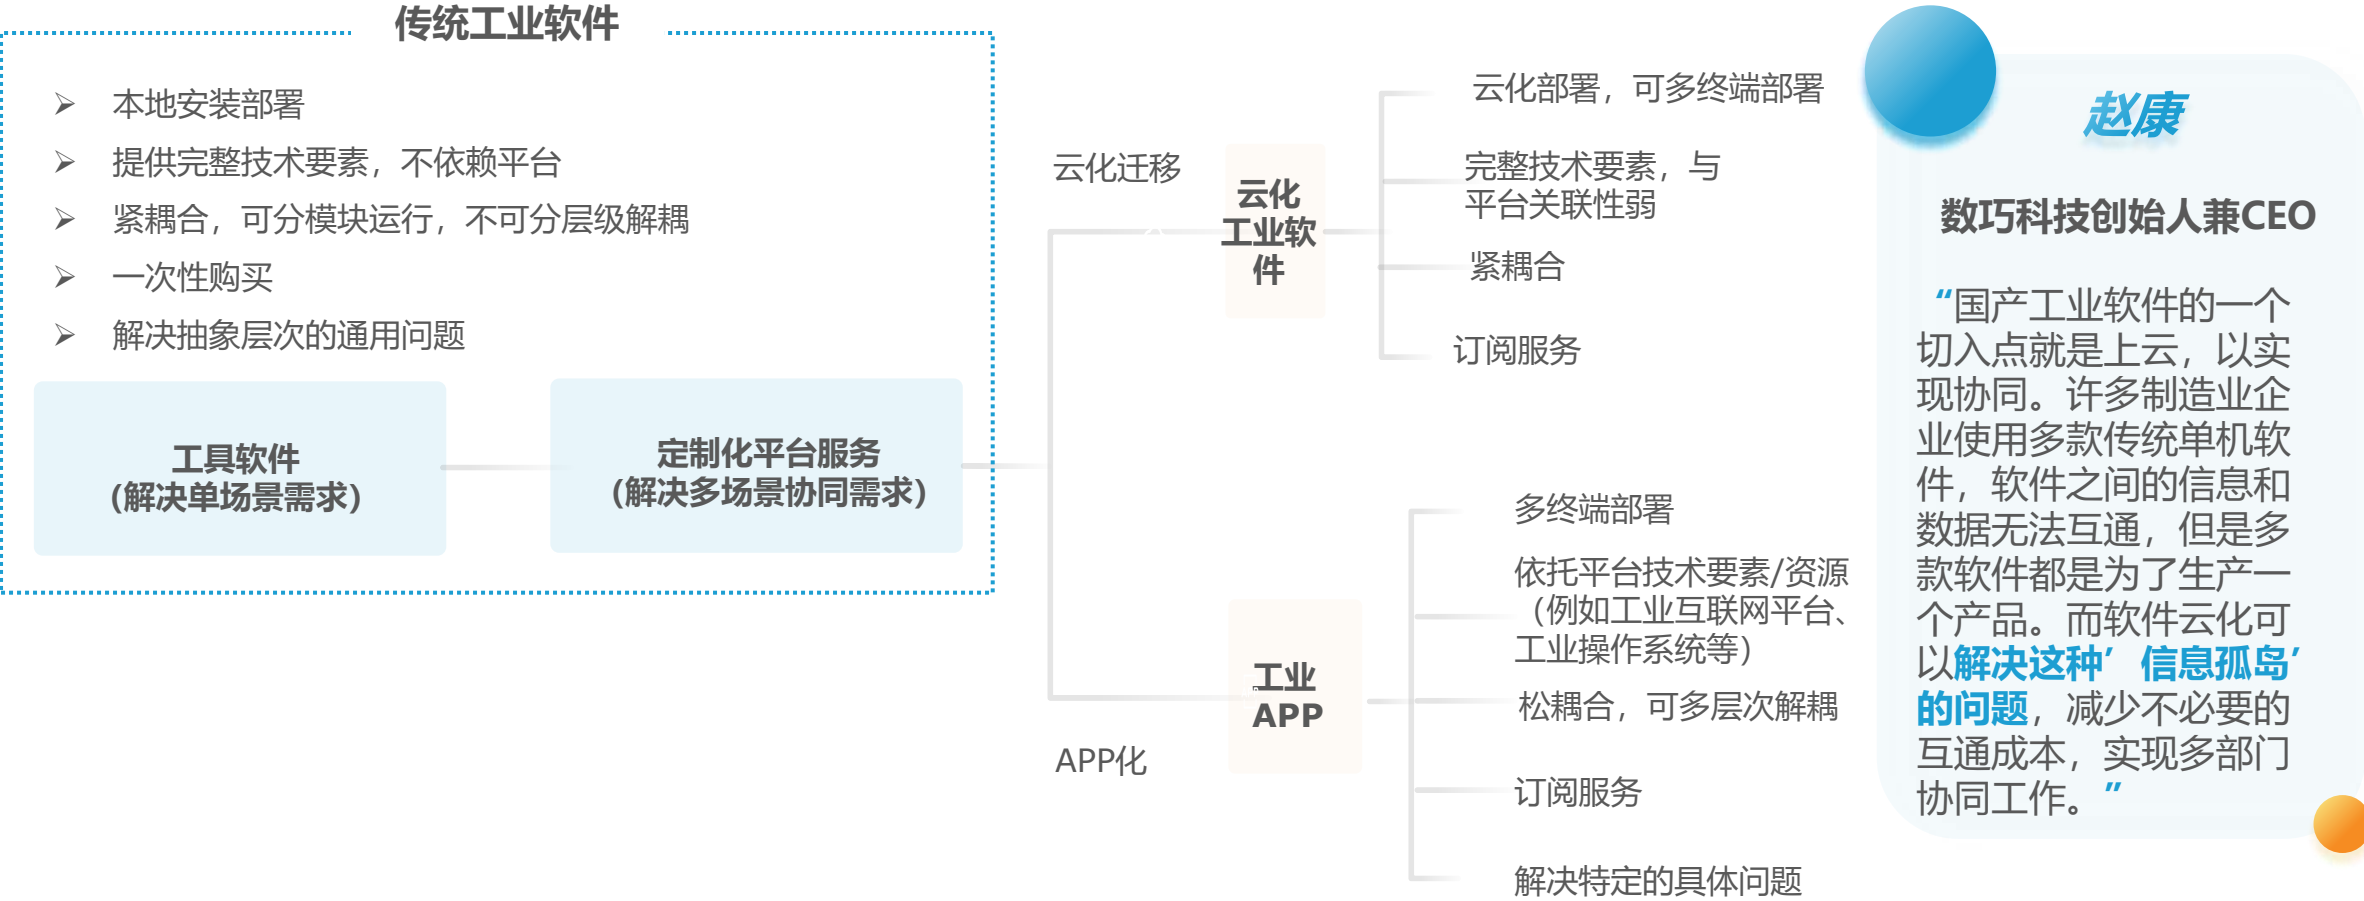 传统工业软件
本地安装部署
提供完整技术要素，不依赖平台
紧耦合，可分模块运行，不可分层级解耦
一次性购买
解决抽象层次的通用问题
工具软件
（解决单场景需求）
定制化平台服务
（解决多场景协同需求）
云化迁移
云化
工业软
件
云化部署，可多终端部署
完整技术要素，与
平台关联性弱
紧耦合
订阅服务
APP化
工业
APP
多终端部署
依托平台技术要素/资源
（例如工业互联网平台、
工业操作系统等）
松耦合，可多层次解耦
订阅服务
解决特定的具体问题
赵康
数巧科技创始人兼CEO
“国产工业软件的一个
切入点就是上云，以实
现协同。许多制造业企
业使用多款传统单机软
件，软件之间的信息和
数据无法互通，但是多
款软件都是为了生产一
个产品。而软件云化可
以解决这种’信息孤岛’
的问题，减少不必要的
互通成本，实现多部门
协同工作。”